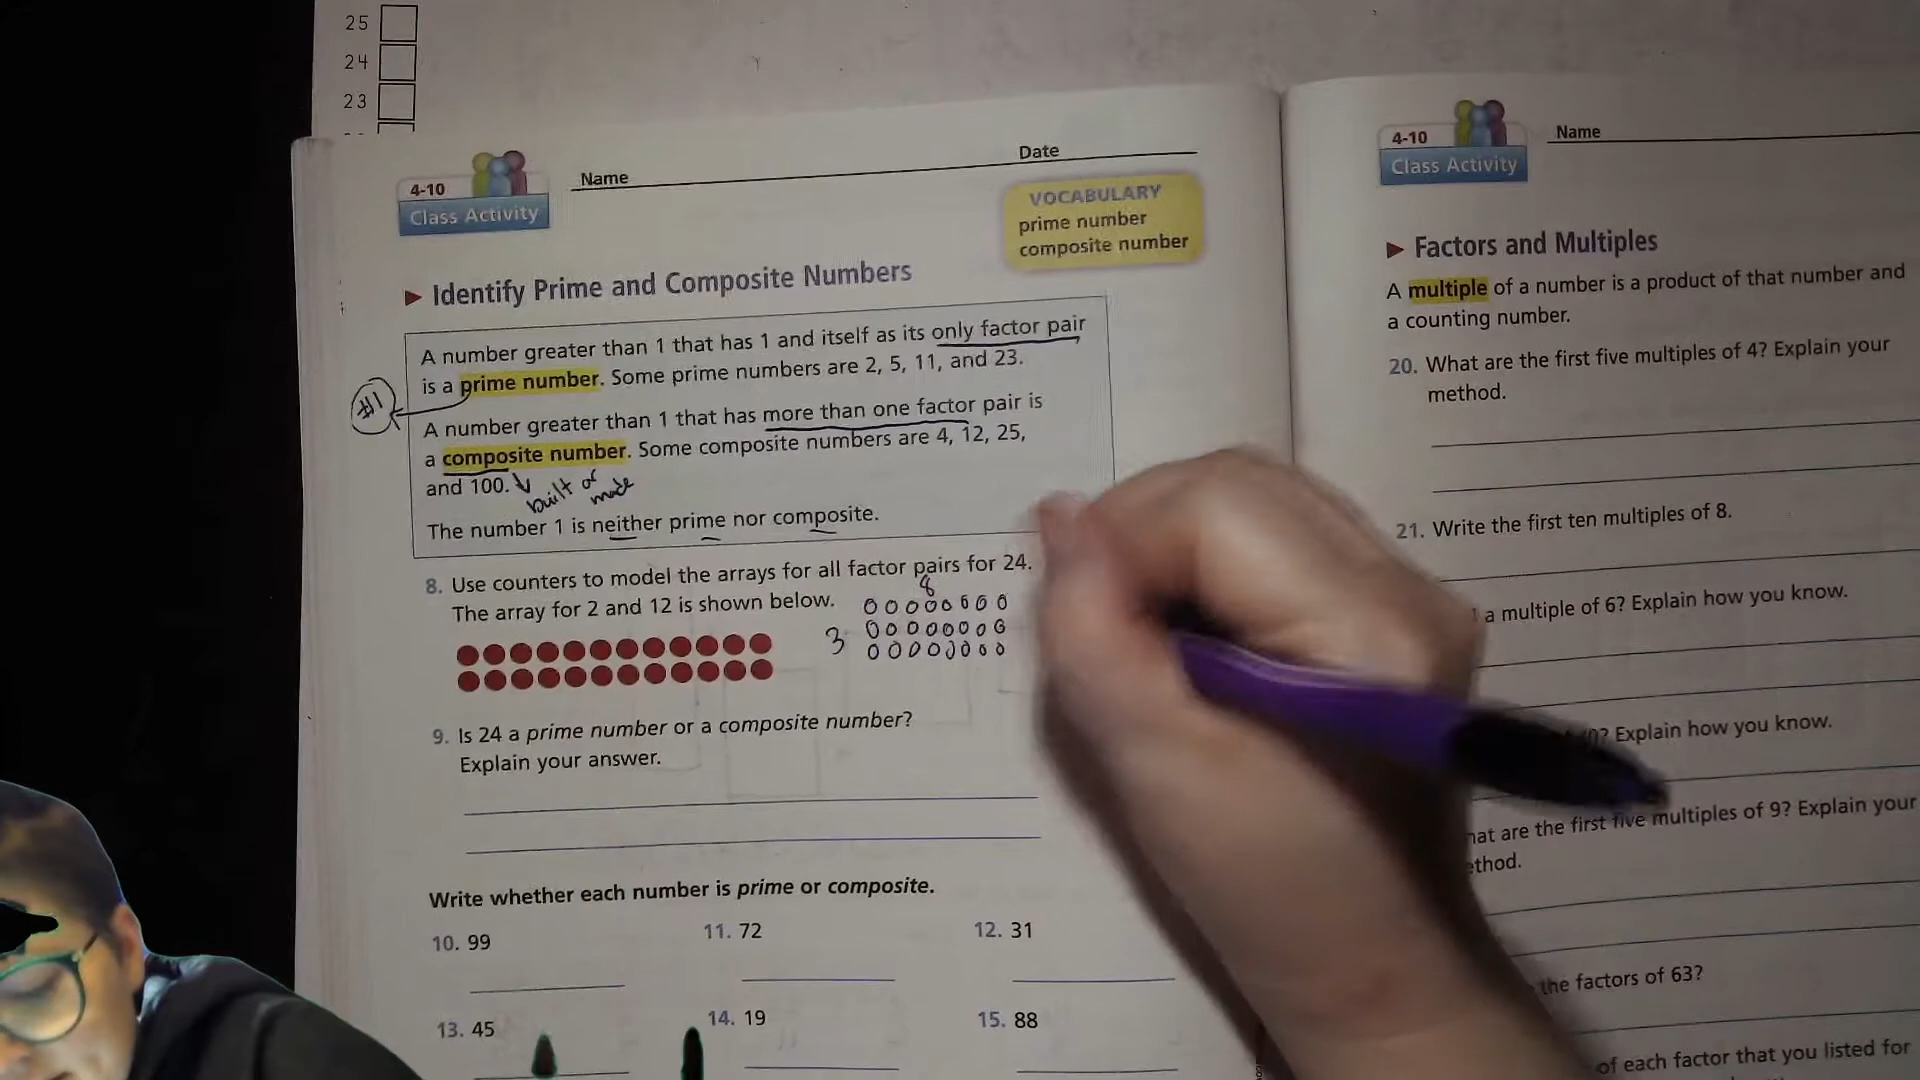 25
24
23
4-10
Class Activity
Name
Date
VOCABULARY
prime number
composite number
Identify Prime and Composite Numbers
A number greater than 1 that has 1 and itself as its only factor pair
is a prime number. Some prime numbers are 2, 5, 11, and 23.
#1
A number greater than 1 that has more than one factor pair is
a composite number. Some composite numbers are 4, 12, 25,
and 100.
built of
made
The number 1 is neither prime nor composite.
8. Use counters to model the arrays for all factor pairs for 24.
The array for 2 and 12 is shown below.
8
3
9. Is 24 a prime number or a composite number?
Explain your answer.
Write whether each number is prime or composite.
10. 99
11. 72
12. 31
13. 45
14. 19
15. 88
4-10
Class Activity
Name
Factors and Multiples
A multiple of a number is a product of that number and
a counting number.
20. What are the first five multiples of 4? Explain your
method.
21. Write the first ten multiples of 8.
a multiple of 6? Explain how you know.
? Explain how you know.
are the first five multiples of 9? Explain your
the factors of 63?
of each factor that you listed for